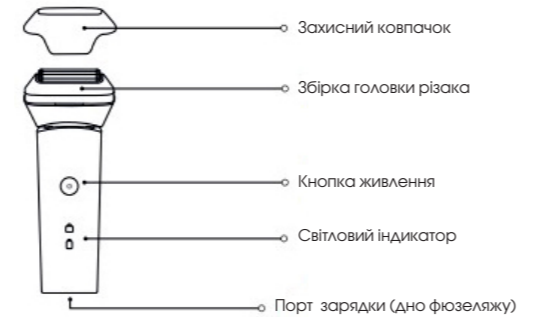 Захисний ковпачок
Збірка головки різака
Кнопка живлення
Світловий індикатор
Порт зарядки (дно фюзеляжу)